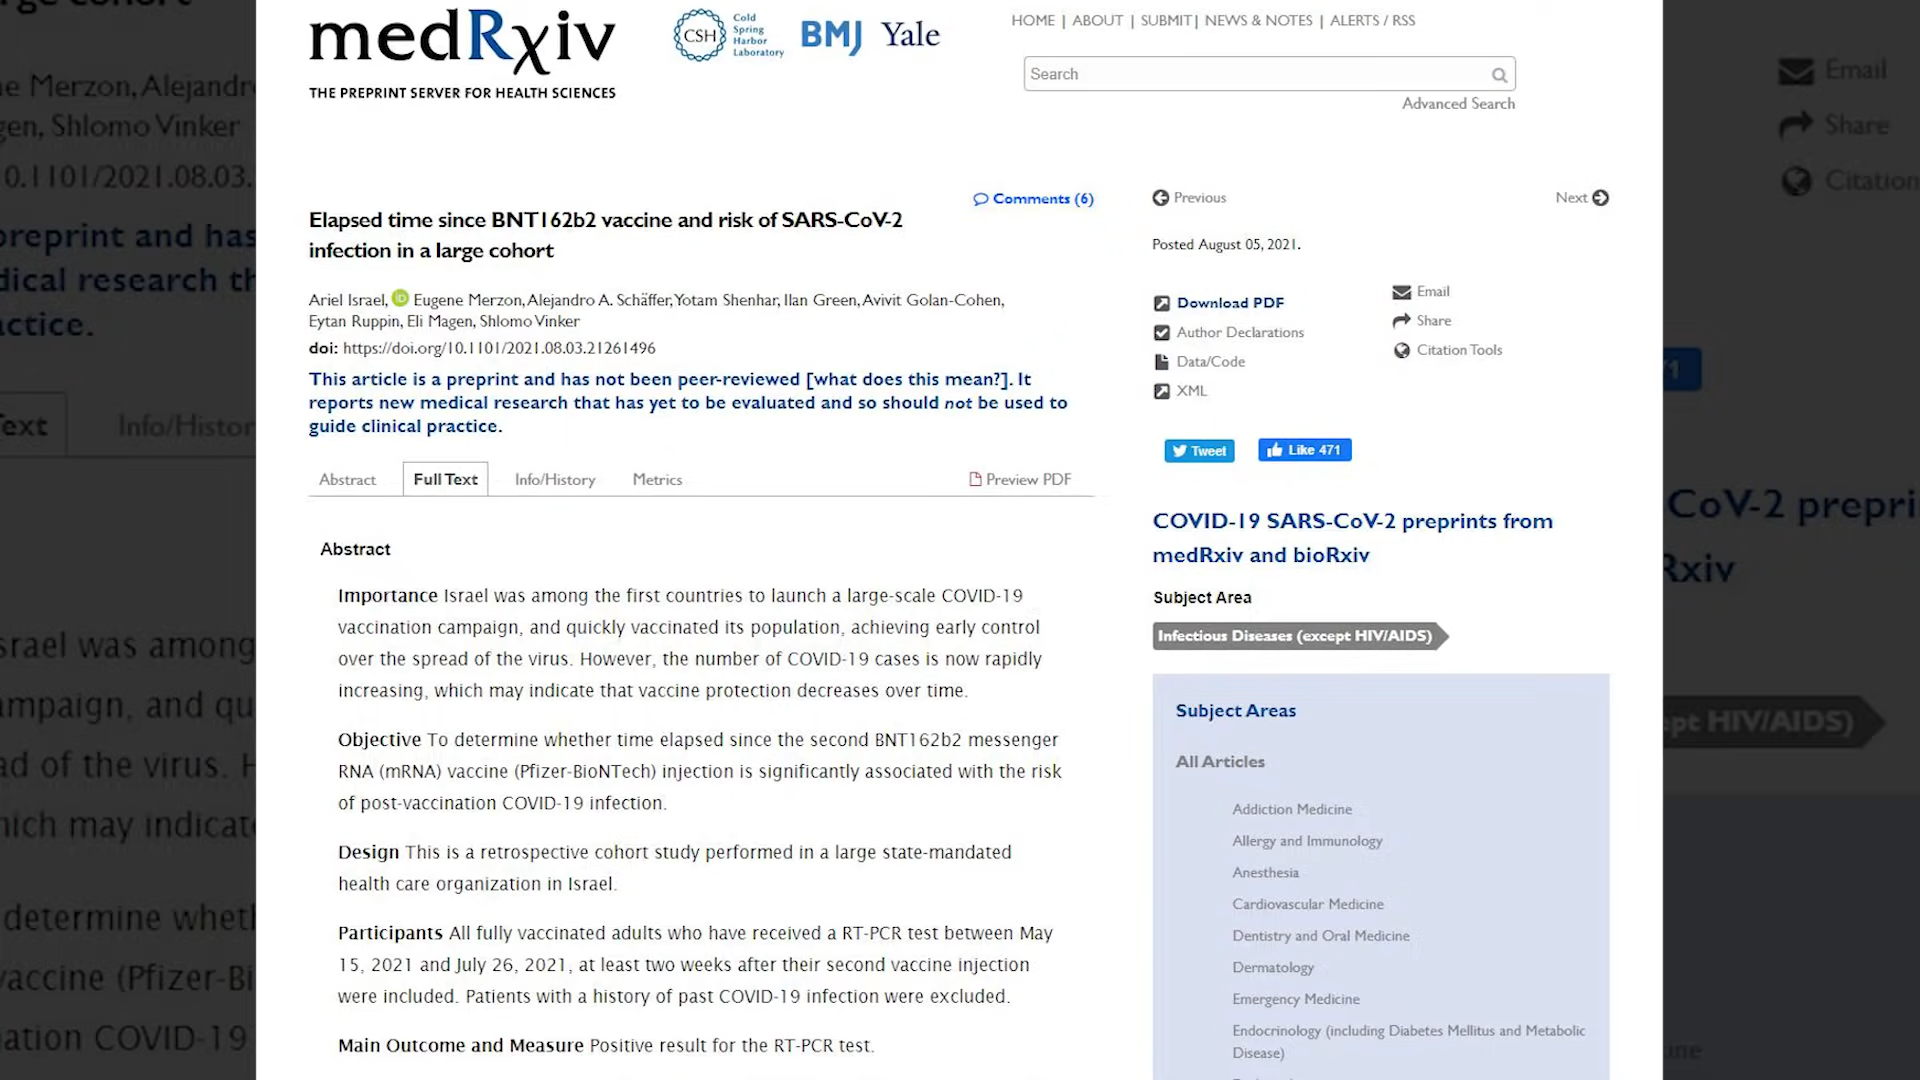 medRxiv
THE PREPRINT SERVER FOR HEALTH SCIENCES
CSH Cold Spring Harbor Laboratory
BMJ Yale
HOME | ABOUT | SUBMIT | NEWS & NOTES | ALERTS / RSS
Search
Advanced Search
Comments (6)
Elapsed time since BNT162b2 vaccine and risk of SARS-CoV-2
infection in a large cohort
Ariel Israel, iD Eugene Merzon, Alejandro A. Schäffer, Yotam Shenhar, Ilan Green, Avivit Golan-Cohen,
Eytan Ruppin, Eli Magen, Shlomo Vinker
doi: https://doi.org/10.1101/2021.08.03.21261496
This article is a preprint and has not been peer-reviewed [what does this mean?]. It
reports new medical research that has yet to be evaluated and so should not be used to
guide clinical practice.
Abstract Full Text Info/History Metrics Preview PDF
Abstract
Importance Israel was among the first countries to launch a large-scale COVID-19
vaccination campaign, and quickly vaccinated its population, achieving early control
over the spread of the virus. However, the number of COVID-19 cases is now rapidly
increasing, which may indicate that vaccine protection decreases over time.
Objective To determine whether time elapsed since the second BNT162b2 messenger
RNA (mRNA) vaccine (Pfizer-BioNTech) injection is significantly associated with the risk
of post-vaccination COVID-19 infection.
Design This is a retrospective cohort study performed in a large state-mandated
health care organization in Israel.
Participants All fully vaccinated adults who have received a RT-PCR test between May
15, 2021 and July 26, 2021, at least two weeks after their second vaccine injection
were included. Patients with a history of past COVID-19 infection were excluded.
Main Outcome and Measure Positive result for the RT-PCR test.
Previous Next
Posted August 05, 2021.
Download PDF
Author Declarations
Data/Code
XML
Email
Share
Citation Tools
Tweet Like 471
COVID-19 SARS-CoV-2 preprints from
medRxiv and bioRxiv
Subject Area
Infectious Diseases (except HIV/AIDS)
Subject Areas
All Articles
Addiction Medicine
Allergy and Immunology
Anesthesia
Cardiovascular Medicine
Dentistry and Oral Medicine
Dermatology
Emergency Medicine
Endocrinology (including Diabetes Mellitus and Metabolic
Disease)